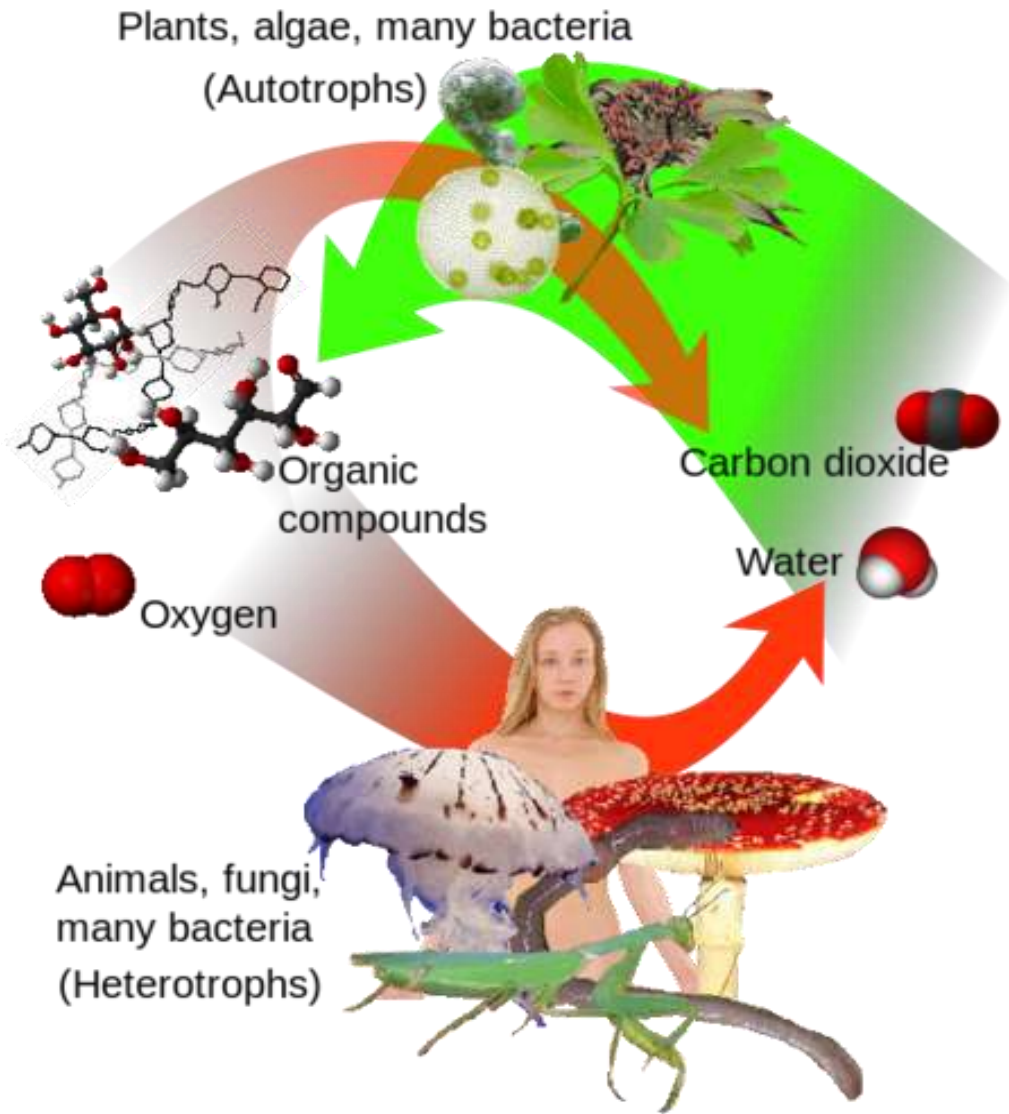 Plants, algae, many bacteria
(Autotrophs)
Organic
compounds
Carbon dioxide
Water
Oxygen
Animals, fungi,
many bacteria
(Heterotrophs)